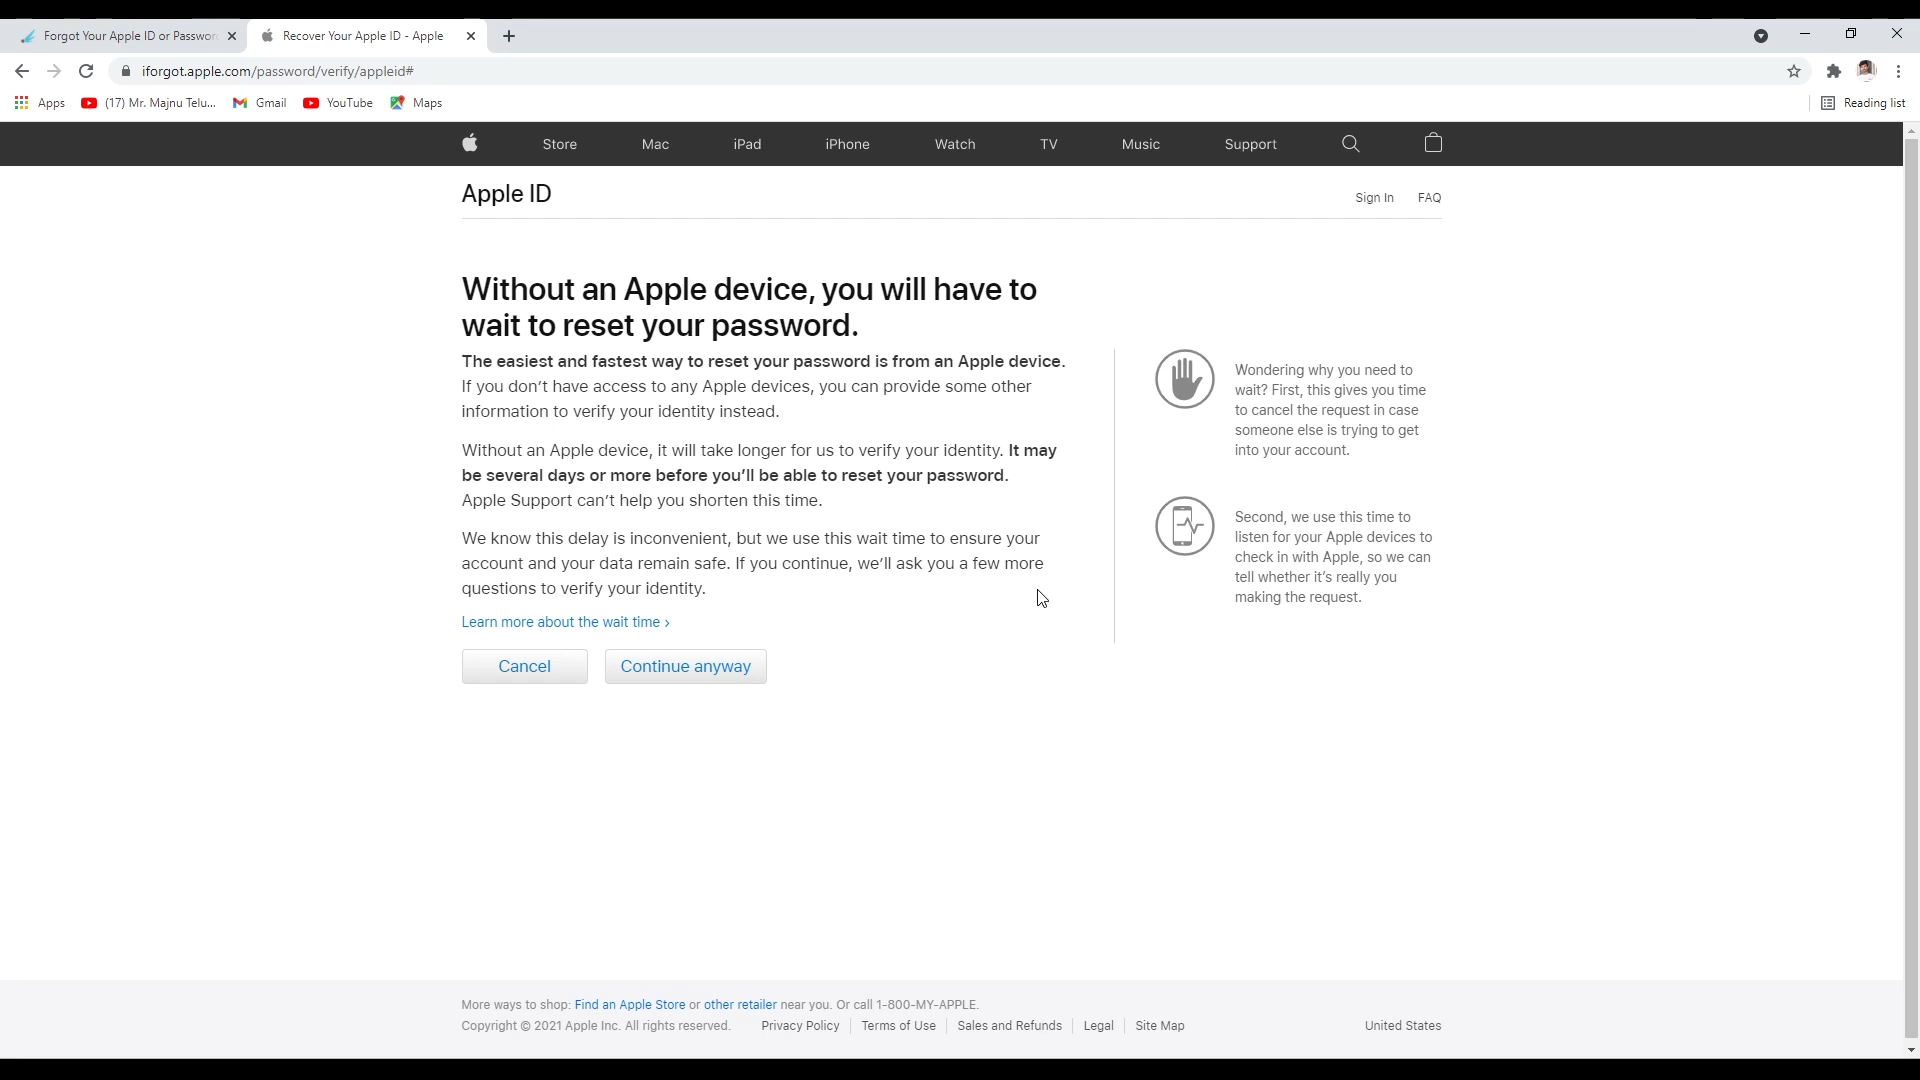 Forgot Your Apple ID or Passwor
Recover Your Apple ID - Apple
iforgot.apple.com/password/verify/appleid#
Apps
(17) Mr. Majnu Telu...
Gmail
YouTube
Maps
Reading list
Store
Mac
iPad
iPhone
Watch
TV
Music
Support
Apple ID
Sign In
FAQ
Without an Apple device, you will have to
wait to reset your password.
The easiest and fastest way to reset your password is from an Apple device.
If you don't have access to any Apple devices, you can provide some other
information to verify your identity instead.
Without an Apple device, it will take longer for us to verify your identity. It may
be several days or more before you'll be able to reset your password.
Apple Support can't help you shorten this time.
We know this delay is inconvenient, but we use this wait time to ensure your
account and your data remain safe. If you continue, we'll ask you a few more
questions to verify your identity.
Learn more about the wait time ›
Cancel
Continue anyway
Wondering why you need to
wait? First, this gives you time
to cancel the request in case
someone else is trying to get
into your account.
Second, we use this time to
listen for your Apple devices to
check in with Apple, so we can
tell whether it's really you
making the request.
More ways to shop: Find an Apple Store or other retailer near you. Or call 1-800-MY-APPLE.
Copyright © 2021 Apple Inc. All rights reserved.
Privacy Policy
Terms of Use
Sales and Refunds
Legal
Site Map
United States